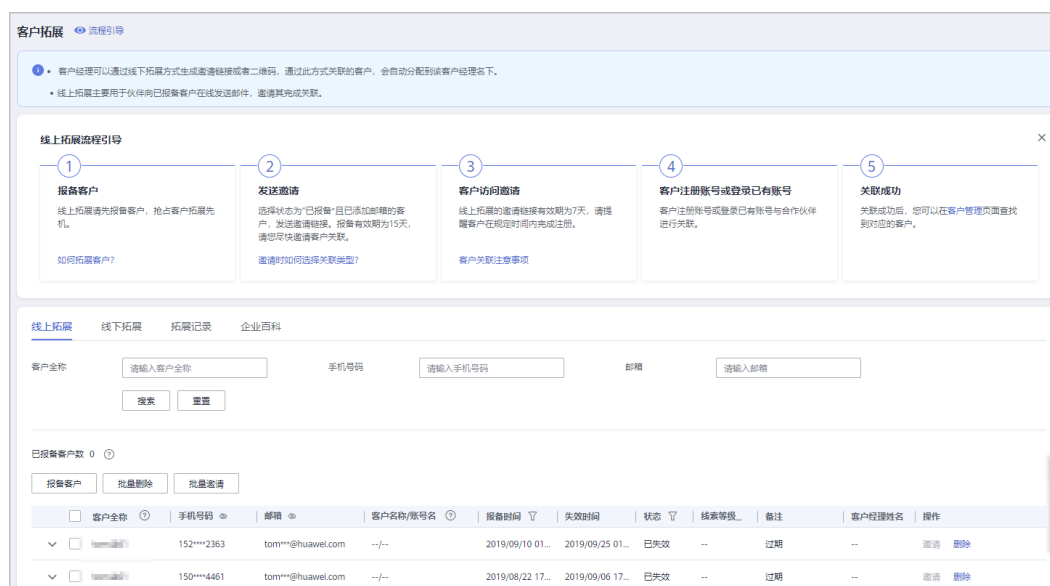 客户拓展 流程引导
• 客户经理可以通过线下拓展方式生成邀请链接或者二维码，通过此方式关联的客户，会自动分配到该客户经理名下。
• 线上拓展主要用于伙伴向已报备客户在线发送邮件，邀请其完成关联。
线上拓展流程引导
1
报备客户
线上拓展请先报备客户，抢占客户拓展先
机。
如何拓展客户?
2
发送邀请
选择状态为“已报备”且已添加邮箱的客
户，发送邀请链接。报备有效期为15天，
请您尽快邀请客户关联。
邀请时如何选择关联类型?
3
客户访问邀请
线上拓展的邀请链接有效期为7天，请提
醒客户在规定时间内完成注册。
客户关联注意事项
4
客户注册账号或登录已有账号
客户注册账号或登录已有账号与合作伙伴
进行关联。
5
关联成功
关联成功后，您可以在客户管理页面查找
到对应的客户。
线上拓展 线下拓展 拓展记录 企业百科
客户全称 请输入客户全称 手机号码 请输入手机号码 邮箱 请输入邮箱
搜索 重置
已报备客户数 0
报备客户 批量删除 批量邀请
客户全称 手机号码 邮箱 客户名称/账号名 报备时间 失效时间 状态 线索等级... 备注 客户经理姓名 操作
152****2363 tom***@huawei.com --/-- 2019/09/10 01... 2019/09/25 01... 已失效 -- 过期 -- 邀请 删除
150****4461 tom***@huawei.com --/-- 2019/08/22 17... 2019/09/06 17... 已失效 -- 过期 -- 邀请 删除